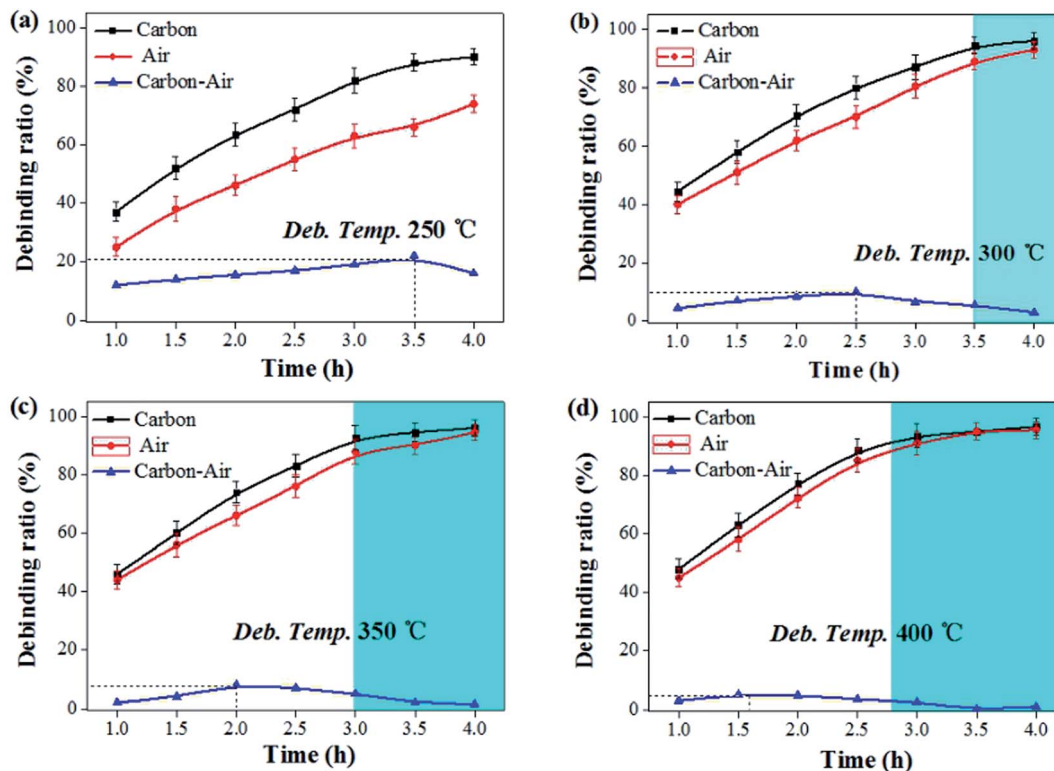 (a)
Carbon
Air
Carbon-Air
Debinding ratio (%)
100
80
60
40
20
0
Deb. Temp. 250 ℃
1.0 1.5 2.0 2.5 3.0 3.5 4.0
Time (h)
(b)
Carbon
Air
Carbon-Air
Debinding ratio (%)
100
80
60
40
20
0
Deb. Temp. 300 ℃
1.0 1.5 2.0 2.5 3.0 3.5 4.0
Time (h)
(c)
Carbon
Air
Carbon-Air
Debinding ratio (%)
100
80
60
40
20
0
Deb. Temp. 350 ℃
1.0 1.5 2.0 2.5 3.0 3.5 4.0
Time (h)
(d)
Carbon
Air
Carbon-Air
Debinding ratio (%)
100
80
60
40
20
0
Deb. Temp. 400 ℃
1.0 1.5 2.0 2.5 3.0 3.5 4.0
Time (h)